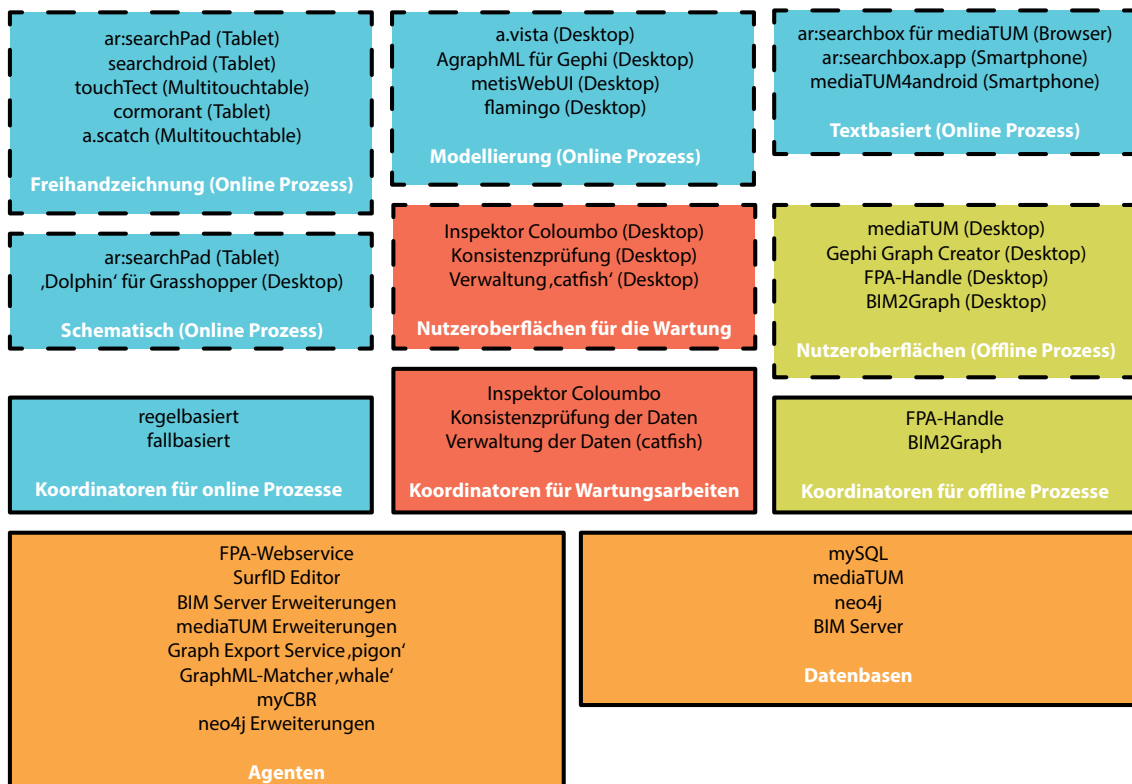 ar:searchPad (Tablet)
searchdroid (Tablet)
touchTect (Multitouchtable)
cormorant (Tablet)
a.scatch (Multitouchtable)
Freihandzeichnung (Online Prozess)
a.vista (Desktop)
AgraphML für Gephi (Desktop)
metisWebUI (Desktop)
flamingo (Desktop)
Modellierung (Online Prozess)
ar:searchbox für mediaTUM (Browser)
ar:searchbox.app (Smartphone)
mediaTUM4android (Smartphone)
Textbasiert (Online Prozess)
ar:searchPad (Tablet)
‚Dolphin‘ für Grasshopper (Desktop)
Schematisch (Online Prozess)
Inspektor Coloumbo (Desktop)
Konsistenzprüfung (Desktop)
Verwaltung ‚catfish‘ (Desktop)
Nutzeroberflächen für die Wartung
mediaTUM (Desktop)
Gephi Graph Creator (Desktop)
FPA-Handle (Desktop)
BIM2Graph (Desktop)
Nutzeroberflächen (Offline Prozess)
regelbasiert
fallbasiert
Koordinatoren für online Prozesse
Inspektor Coloumbo
Konsistenzprüfung der Daten
Verwaltung der Daten (catfish)
Koordinatoren für Wartungsarbeiten
FPA-Handle
BIM2Graph
Koordinatoren für offline Prozesse
FPA-Webservice
SurfID Editor
BIM Server Erweiterungen
mediaTUM Erweiterungen
Graph Export Service ‚pigon‘
GraphML-Matcher ‚whale‘
myCBR
neo4j Erweiterungen
Agenten
mySQL
mediaTUM
neo4j
BIM Server
Datenbasen